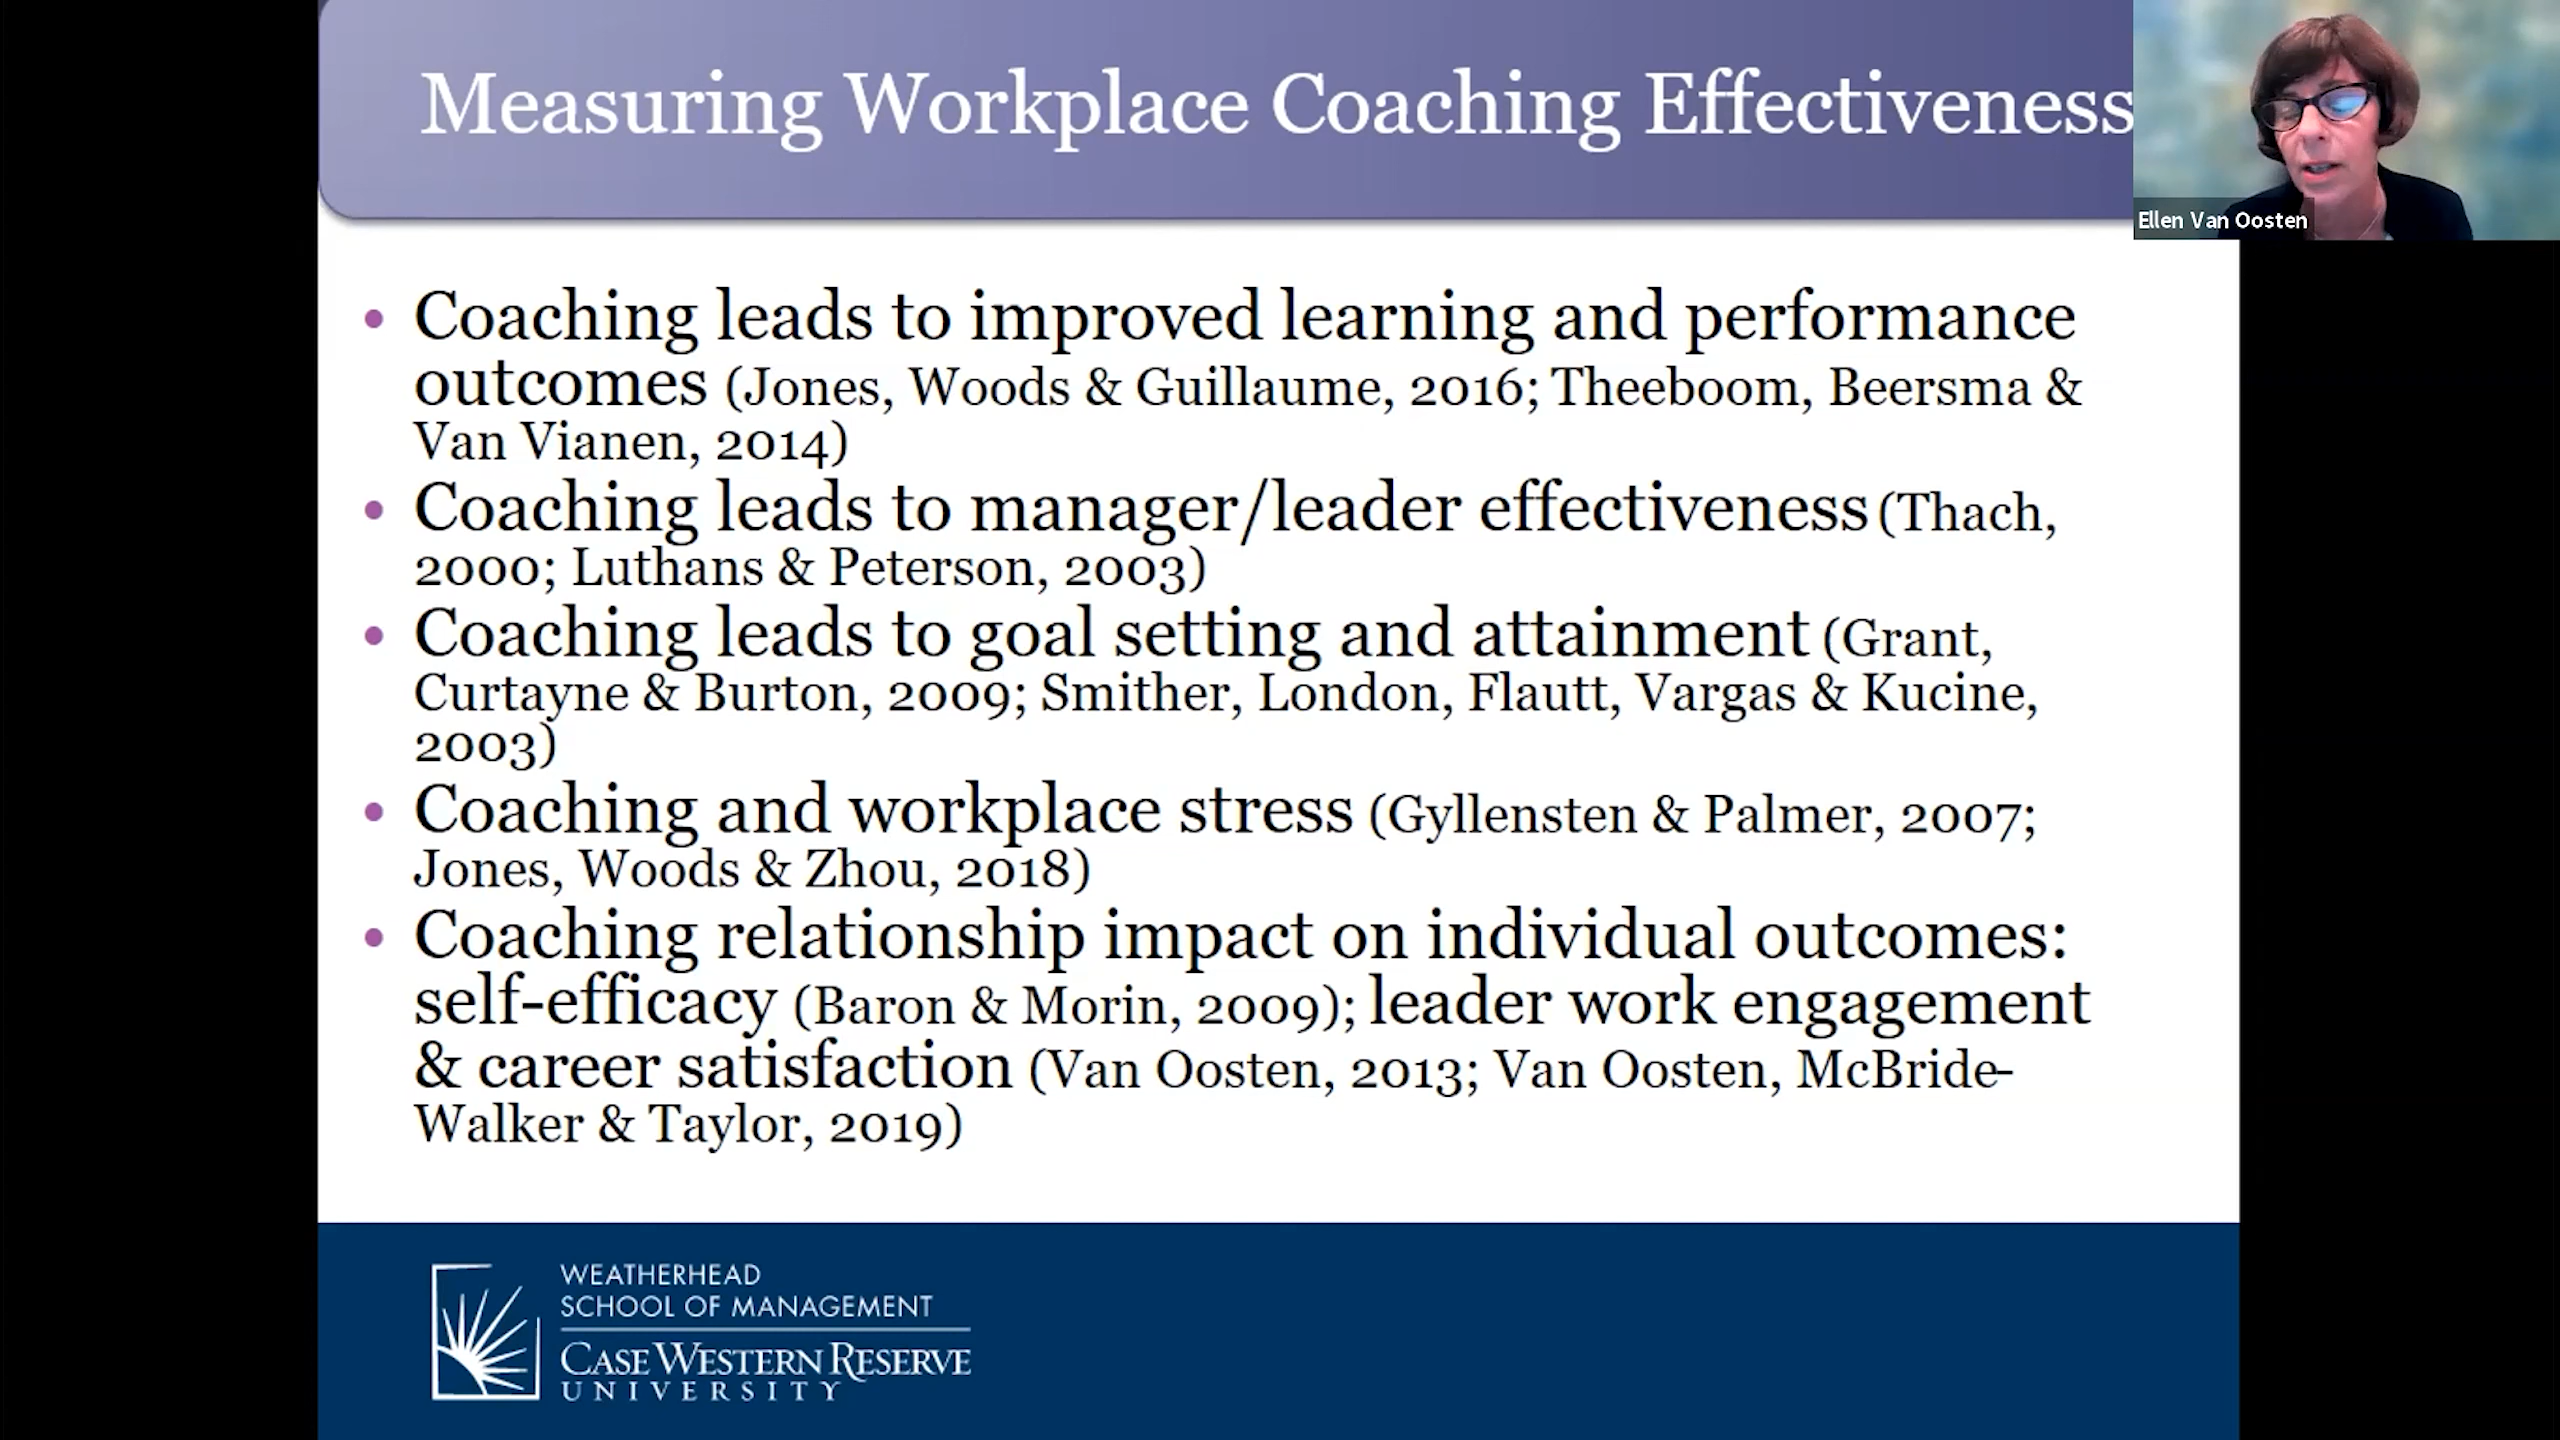 Measuring Workplace Coaching Effectiveness
Ellen Van Oosten
• Coaching leads to improved learning and performance
outcomes (Jones, Woods & Guillaume, 2016; Theeboom, Beersma &
Van Vianen, 2014)
• Coaching leads to manager/leader effectiveness (Thach,
2000; Luthans & Peterson, 2003)
• Coaching leads to goal setting and attainment (Grant,
Curtayne & Burton, 2009; Smither, London, Flautt, Vargas & Kucine,
2003)
• Coaching and workplace stress (Gyllensten & Palmer, 2007;
Jones, Woods & Zhou, 2018)
• Coaching relationship impact on individual outcomes:
self-efficacy (Baron & Morin, 2009); leader work engagement
& career satisfaction (Van Oosten, 2013; Van Oosten, McBride-
Walker & Taylor, 2019)
WEATHERHEAD
SCHOOL OF MANAGEMENT
CASE WESTERN RESERVE
UNIVERSITY